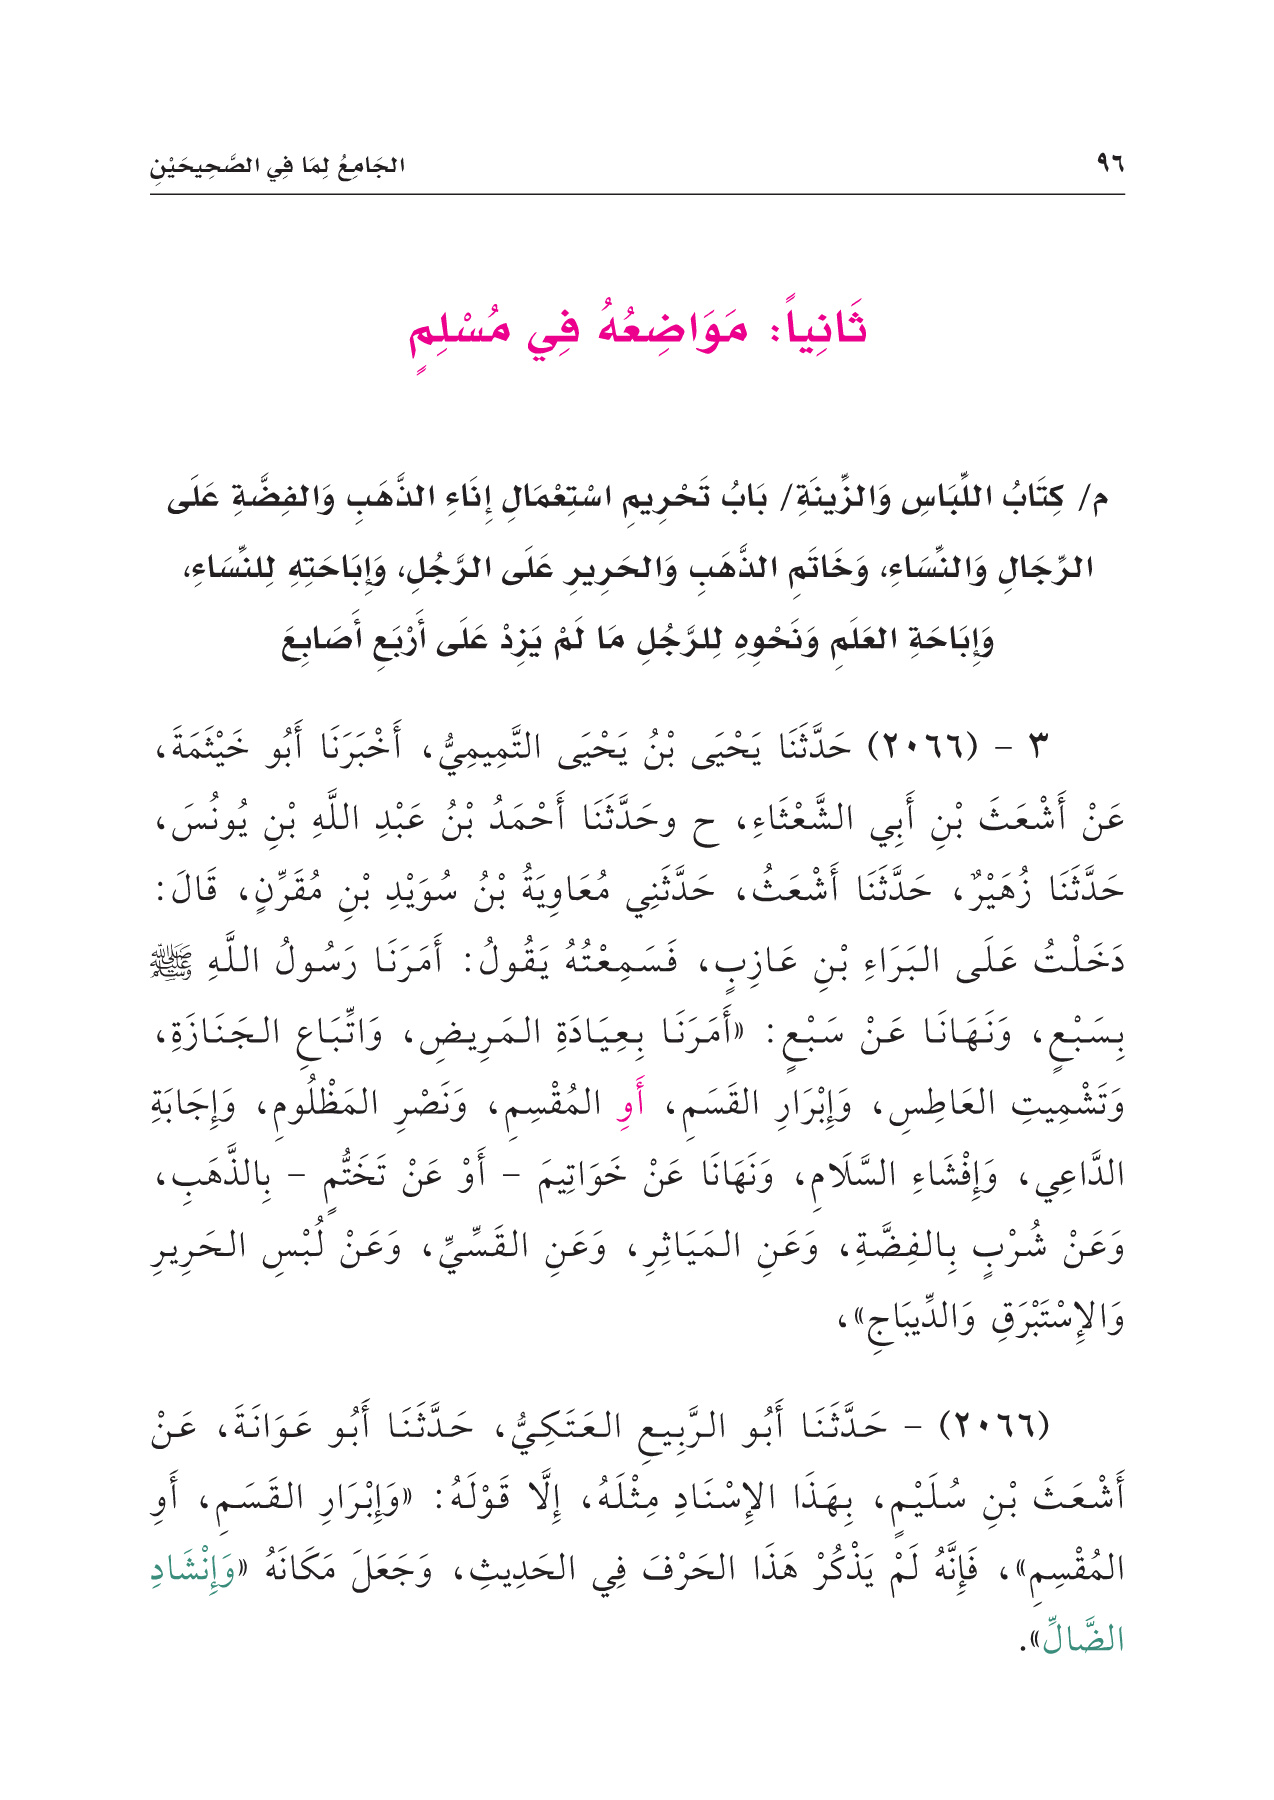 ٩٦ الجَامِعُ لِمَا فِي الصَّحِيحَيْنِ
ثَانِياً: مَوَاضِعُهُ فِي مُسْلِمٍ
م/ كِتَابُ اللِّبَاسِ وَالزِّينَةِ/ بَابُ تَحْرِيمِ اسْتِعْمَالِ إِنَاءِ الذَّهَبِ وَالفِضَّةِ عَلَى
الرِّجَالِ وَالنِّسَاءِ، وَخَاتَمِ الذَّهَبِ وَالحَرِيرِ عَلَى الرَّجُلِ، وَإِبَاحَتِهِ لِلنِّسَاءِ،
وَإِبَاحَةِ العَلَمِ وَنَحْوِهِ لِلرَّجُلِ مَا لَمْ يَزِدْ عَلَى أَرْبَعِ أَصَابِعَ
٣ – (٢٠٦٦) حَدَّثَنَا يَحْيَى بْنُ يَحْيَى التَّمِيمِيُّ، أَخْبَرَنَا أَبُو خَيْثَمَةَ،
عَنْ أَشْعَثَ بْنِ أَبِي الشَّعْثَاءِ، ح وحَدَّثَنَا أَحْمَدُ بْنُ عَبْدِ اللَّهِ بْنِ يُونُسَ،
حَدَّثَنَا زُهَيْرٌ، حَدَّثَنَا أَشْعَثُ، حَدَّثَنِي مُعَاوِيَةُ بْنُ سُوَيْدِ بْنِ مُقَرِّنٍ، قَالَ:
دَخَلْتُ عَلَى البَرَاءِ بْنِ عَازِبٍ، فَسَمِعْتُهُ يَقُولُ: أَمَرَنَا رَسُولُ اللَّهِ ﷺ
بِسَبْعٍ، وَنَهَانَا عَنْ سَبْعٍ: «أَمَرَنَا بِعِيَادَةِ المَرِيضِ، وَاتِّبَاعِ الجَنَازَةِ،
وَتَشْمِيتِ العَاطِسِ، وَإِبْرَارِ القَسَمِ، أَوِ المُقْسِمِ، وَنَصْرِ المَظْلُومِ، وَإِجَابَةِ
الدَّاعِي، وَإِفْشَاءِ السَّلَامِ، وَنَهَانَا عَنْ خَوَاتِيمَ – أَوْ عَنْ تَخَتُّمٍ – بِالذَّهَبِ،
وَعَنْ شُرْبٍ بِالفِضَّةِ، وَعَنِ المَيَاثِرِ، وَعَنِ القَسِّيِّ، وَعَنْ لُبْسِ الحَرِيرِ
وَالإِسْتَبْرَقِ وَالدِّيبَاجِ»،
(٢٠٦٦) – حَدَّثَنَا أَبُو الرَّبِيعِ العَتَكِيُّ، حَدَّثَنَا أَبُو عَوَانَةَ، عَنْ
أَشْعَثَ بْنِ سُلَيْمٍ، بِهَذَا الإِسْنَادِ مِثْلَهُ، إِلَّا قَوْلَهُ: «وَإِبْرَارِ القَسَمِ، أَوِ
المُقْسِمِ»، فَإِنَّهُ لَمْ يَذْكُرْ هَذَا الحَرْفَ فِي الحَدِيثِ، وَجَعَلَ مَكَانَهُ «وَإِنْشَادِ
الضَّالِّ».